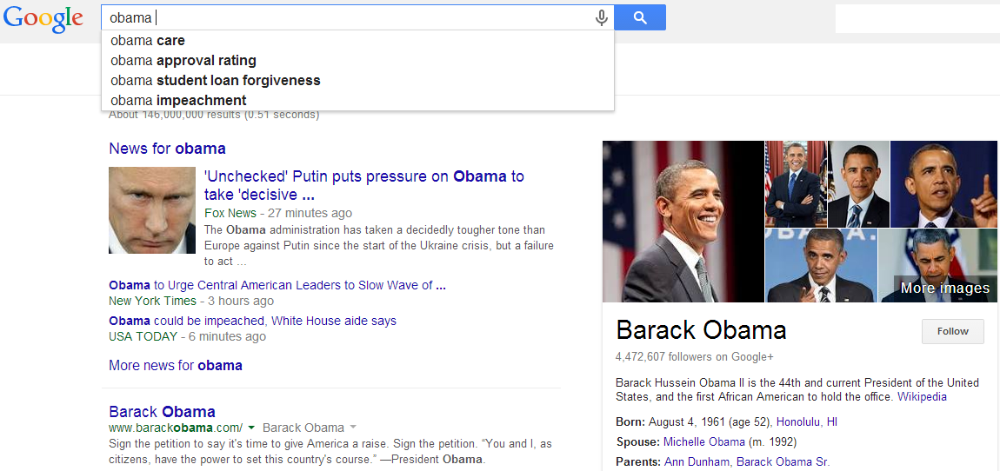 Google
obama
obama care
obama approval rating
obama student loan forgiveness
obama impeachment
About 146,000,000 results (0.51 seconds)
News for obama
'Unchecked' Putin puts pressure on Obama to
take 'decisive ...
Fox News - 27 minutes ago
The Obama administration has taken a decidedly tougher tone than
Europe against Putin since the start of the Ukraine crisis, but a failure
to act ...
Obama to Urge Central American Leaders to Slow Wave of ...
New York Times - 3 hours ago
Obama could be impeached, White House aide says
USA TODAY - 6 minutes ago
More news for obama
Barack Obama
www.barackobama.com/ Barack Obama
Sign the petition to say it's time to give America a raise. Sign the petition. “You and I, as
citizens, have the power to set this country's course.” —President Obama.
OBAMA.
More images
Barack Obama
Follow
4,472,607 followers on Google+
Barack Hussein Obama II is the 44th and current President of the United
States, and the first African American to hold the office. Wikipedia
Born: August 4, 1961 (age 52), Honolulu, HI
Spouse: Michelle Obama (m. 1992)
Parents: Ann Dunham, Barack Obama Sr.